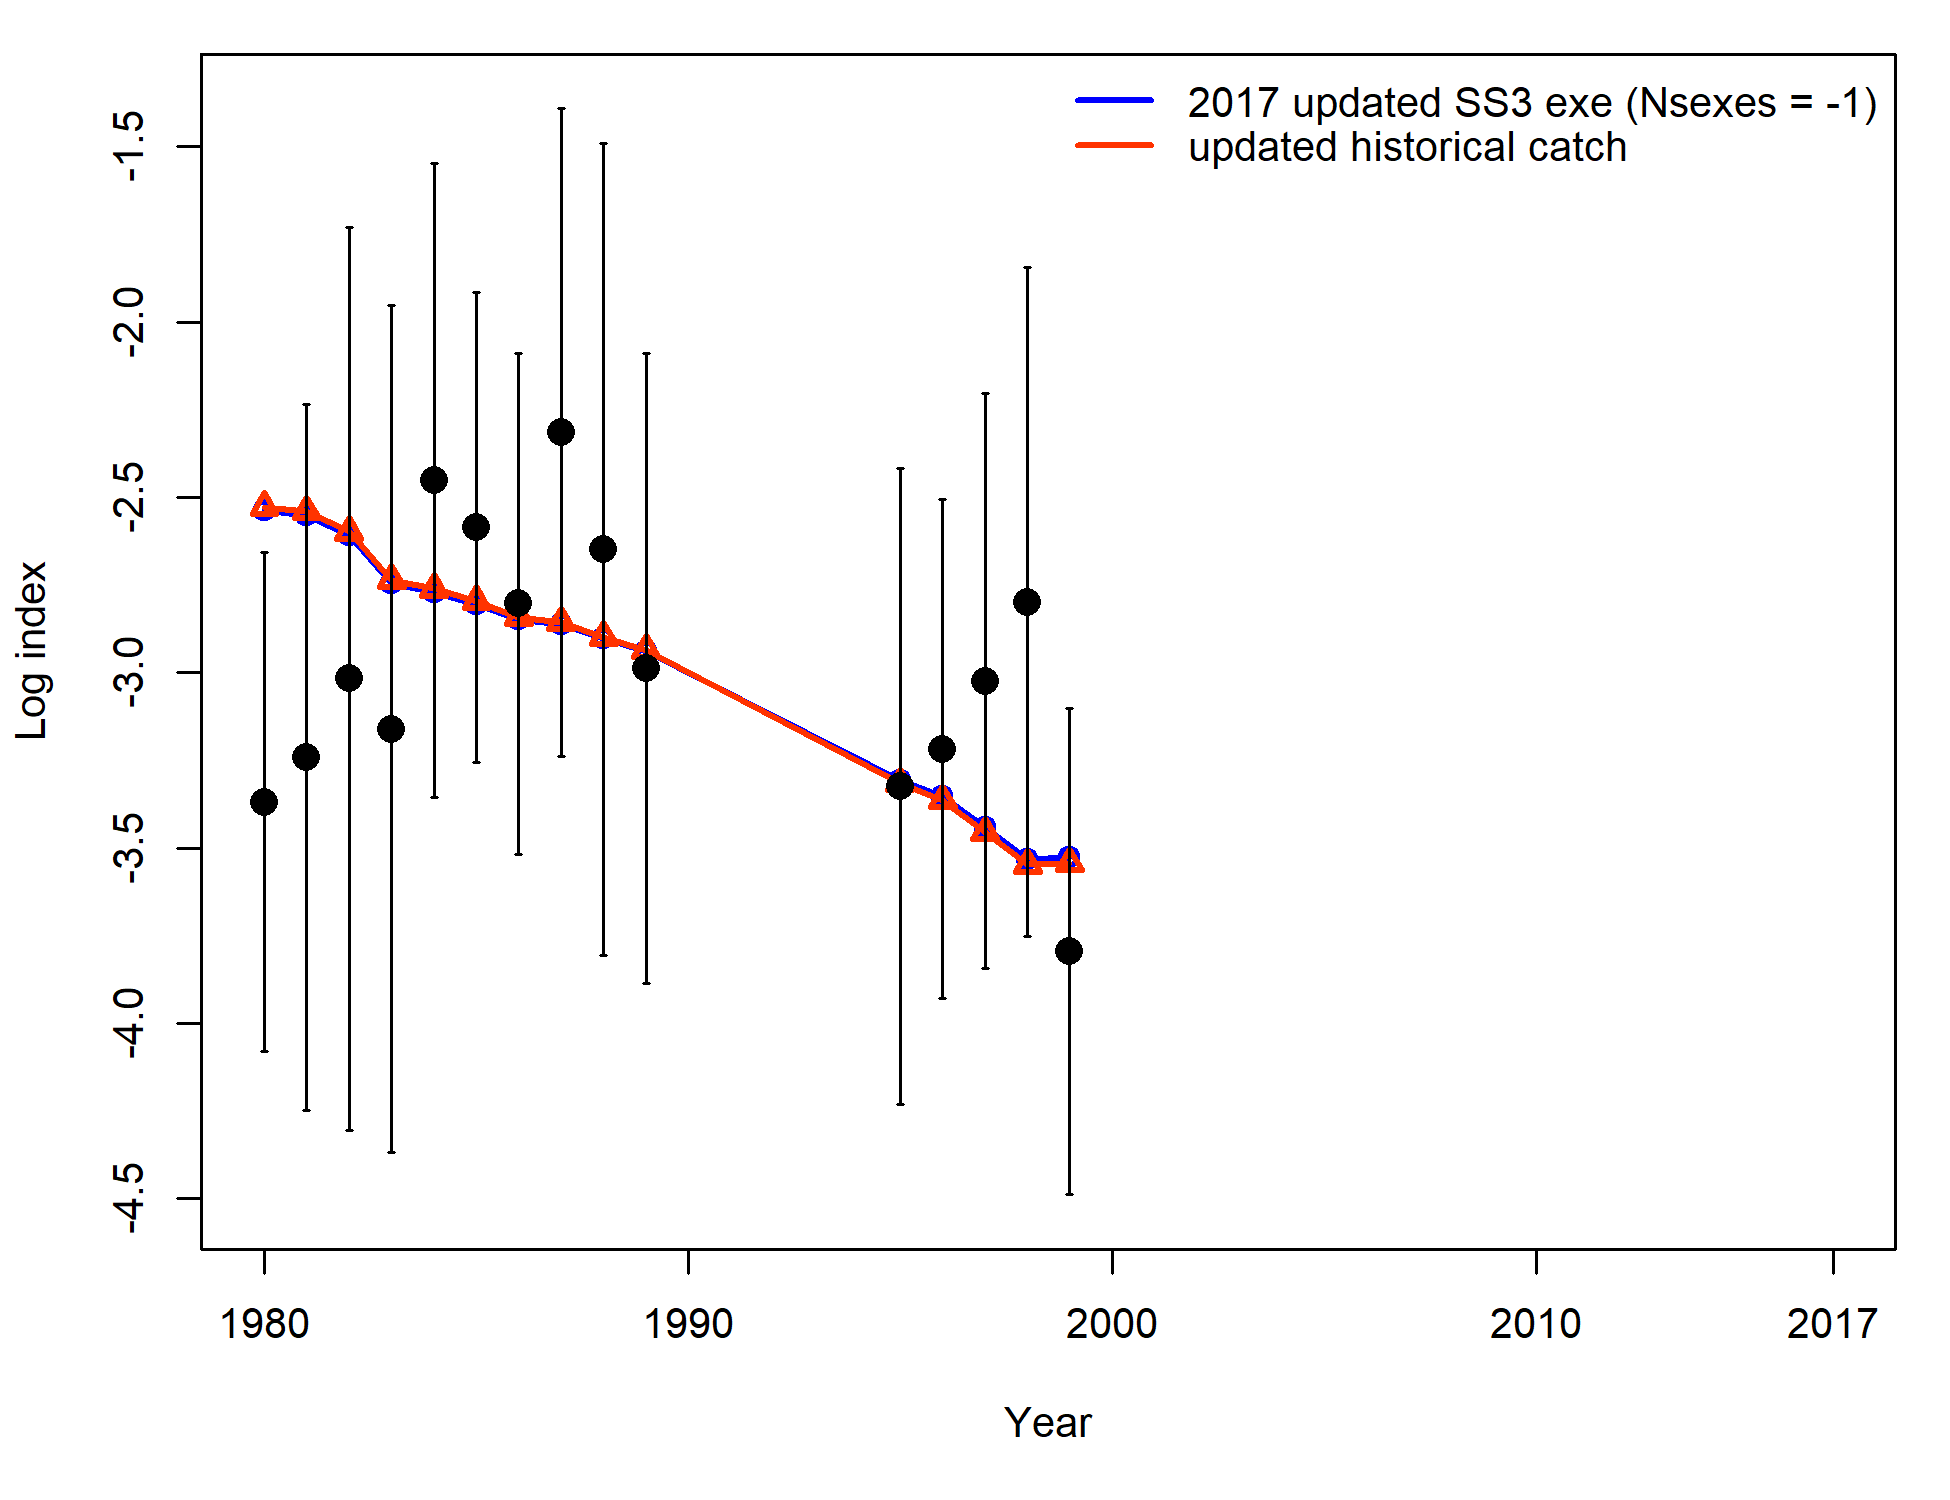 2017 updated SS3 exe (Nsexes = -1)
updated historical catch
-1.5
-2.0
-2.5
-3.0
-3.5
-4.0
-4.5
Log index
1980 1990 2000 2010 2017
Year